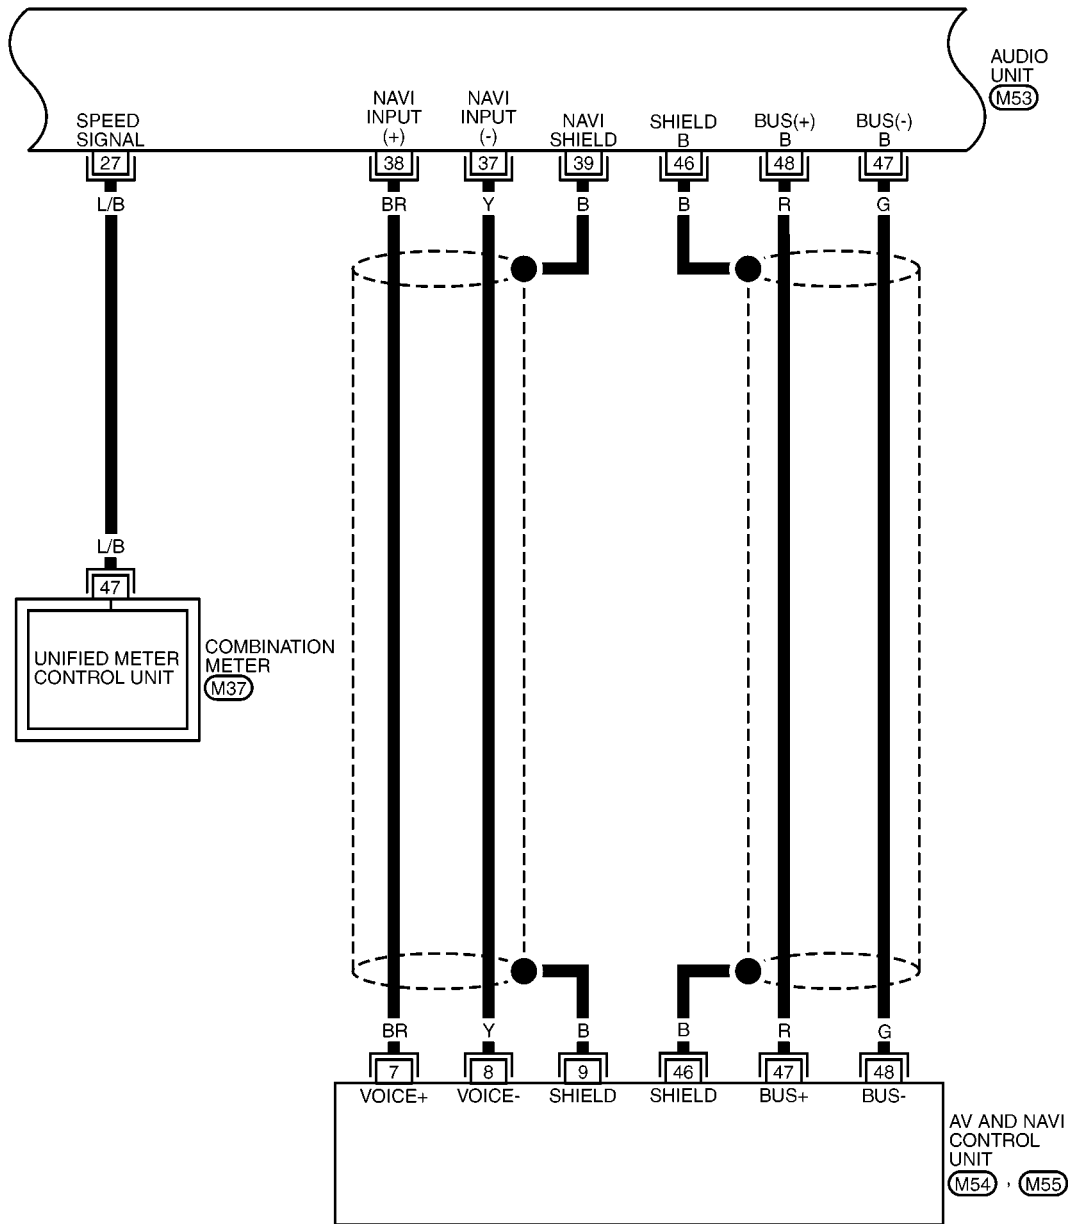 AUDIO
UNIT
M53
SPEED
SIGNAL
NAVI
INPUT
(+)
NAVI
INPUT
(-)
NAVI
SHIELD
SHIELD
B
BUS(+)
B
BUS(-)
B
27 38 37 39 46 48 47
L/B BR Y B B R G
L/B
47
UNIFIED METER
CONTROL UNIT
COMBINATION
METER
M37
BR Y B B R G
7 8 9 46 47 48
VOICE+ VOICE- SHIELD SHIELD BUS+ BUS-
AV AND NAVI
CONTROL
UNIT
M54 , M55